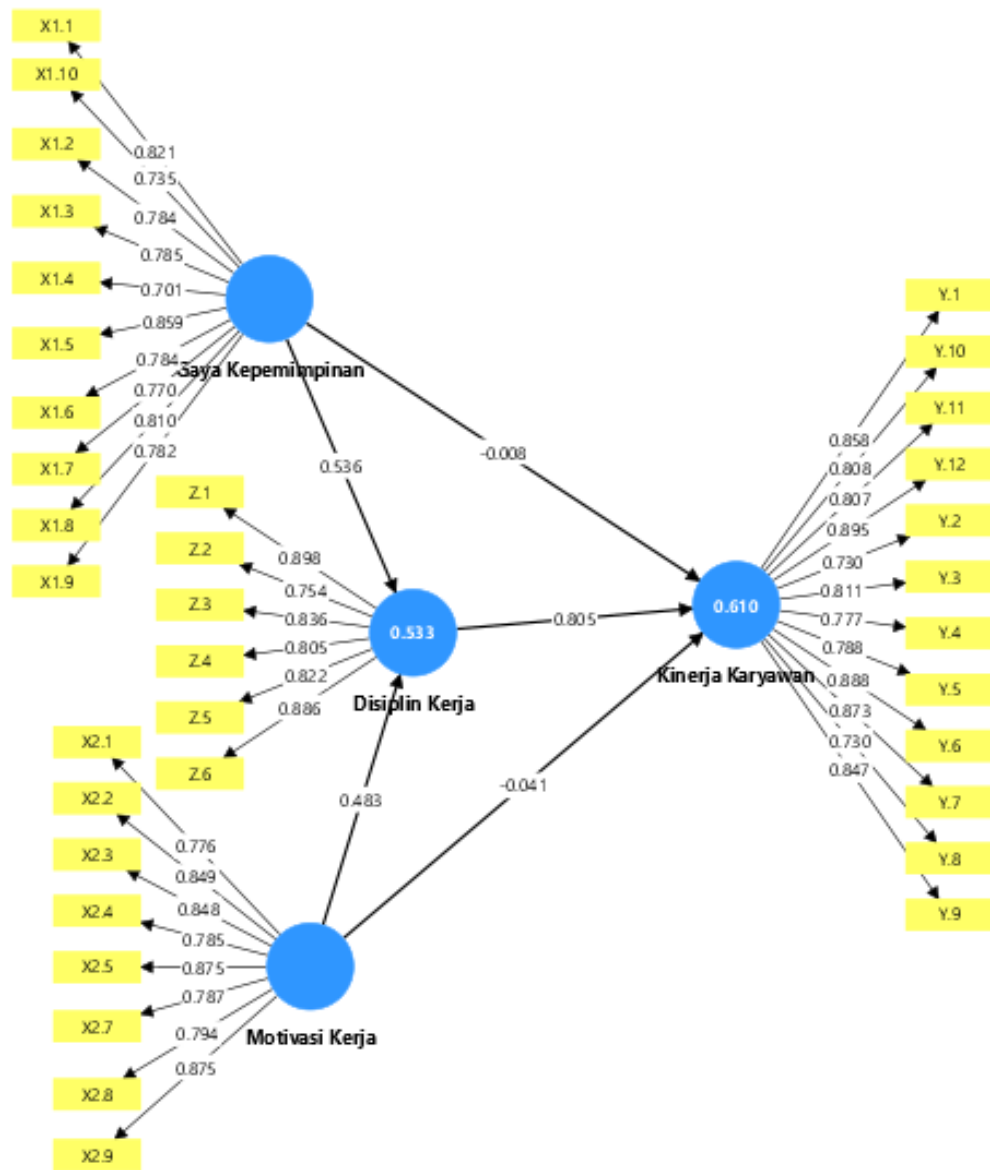 X1.1
X1.10
X1.2
X1.3
X1.4
X1.5
X1.6
X1.7
X1.8
X1.9
0.821
0.735
0.784
0.785
0.701
0.859
0.784
0.770
0.810
0.782
Gaya Kepemimpinan
0.536
-0.008
Z.1
Z.2
Z.3
Z.4
Z.5
Z.6
0.898
0.754
0.836
0.805
0.822
0.886
0.533
Disiplin Kerja
0.805
0.483
-0.041
X2.1
X2.2
X2.3
X2.4
X2.5
X2.7
X2.8
X2.9
0.776
0.849
0.848
0.785
0.875
0.787
0.794
0.875
Motivasi Kerja
0.610
Kinerja Karyawan
0.858
0.808
0.807
0.895
0.730
0.811
0.777
0.788
0.888
0.873
0.730
0.847
Y.1
Y.10
Y.11
Y.12
Y.2
Y.3
Y.4
Y.5
Y.6
Y.7
Y.8
Y.9